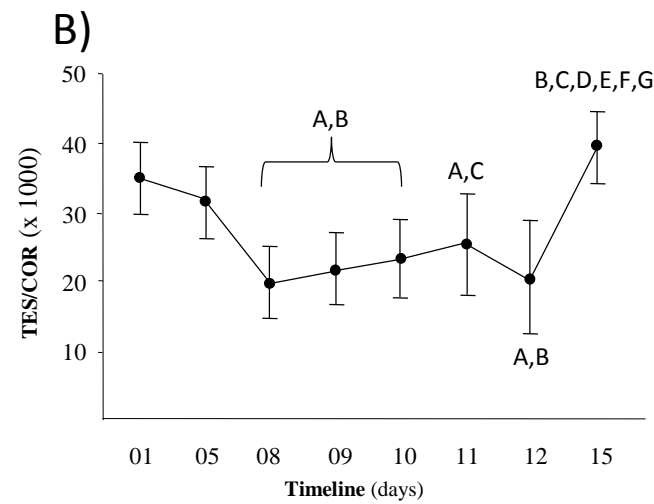 B)
50
40
30
20
10
TES/COR (x 1000)
A,B
A,C
A,B
B,C,D,E,F,G
01 05 08 09 10 11 12 15
Timeline (days)